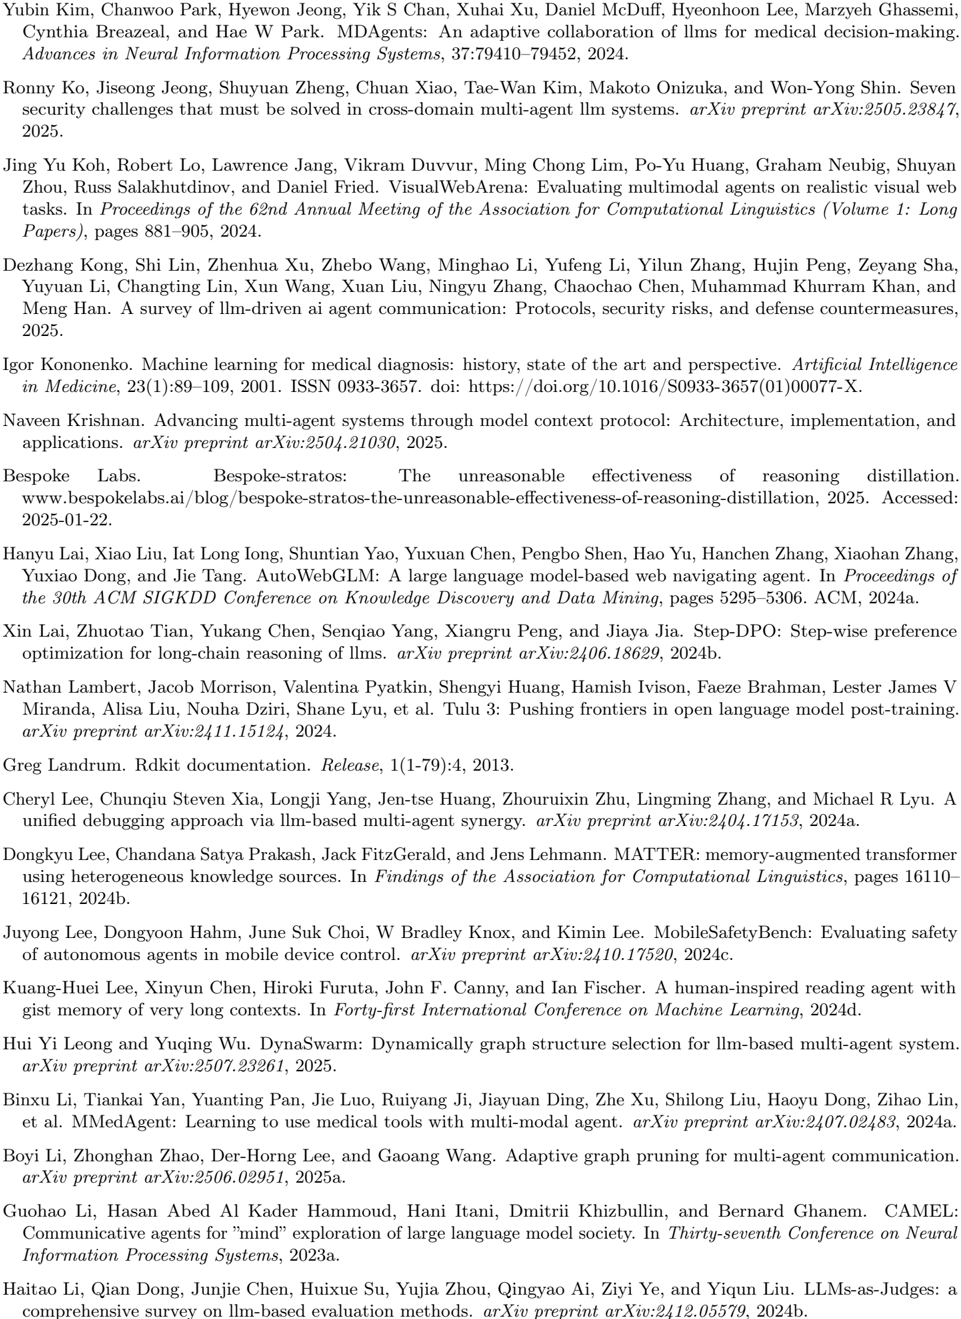 Yubin Kim, Chanwoo Park, Hyewon Jeong, Yik S Chan, Xuhai Xu, Daniel McDuff, Hyeonhoon Lee, Marzyeh Ghassemi,
Cynthia Breazeal, and Hae W Park. MDAgents: An adaptive collaboration of llms for medical decision-making.
Advances in Neural Information Processing Systems, 37:79410–79452, 2024.
Ronny Ko, Jiseong Jeong, Shuyuan Zheng, Chuan Xiao, Tae-Wan Kim, Makoto Onizuka, and Won-Yong Shin. Seven
security challenges that must be solved in cross-domain multi-agent llm systems. arXiv preprint arXiv:2505.23847,
2025.
Jing Yu Koh, Robert Lo, Lawrence Jang, Vikram Duvvur, Ming Chong Lim, Po-Yu Huang, Graham Neubig, Shuyan
Zhou, Russ Salakhutdinov, and Daniel Fried. VisualWebArena: Evaluating multimodal agents on realistic visual web
tasks. In Proceedings of the 62nd Annual Meeting of the Association for Computational Linguistics (Volume 1: Long
Papers), pages 881–905, 2024.
Dezhang Kong, Shi Lin, Zhenhua Xu, Zhebo Wang, Minghao Li, Yufeng Li, Yilun Zhang, Hujin Peng, Zeyang Sha,
Yuyuan Li, Changting Lin, Xun Wang, Xuan Liu, Ningyu Zhang, Chaochao Chen, Muhammad Khurram Khan, and
Meng Han. A survey of llm-driven ai agent communication: Protocols, security risks, and defense countermeasures,
2025.
Igor Kononenko. Machine learning for medical diagnosis: history, state of the art and perspective. Artificial Intelligence
in Medicine, 23(1):89–109, 2001. ISSN 0933-3657. doi: https://doi.org/10.1016/S0933-3657(01)00077-X.
Naveen Krishnan. Advancing multi-agent systems through model context protocol: Architecture, implementation, and
applications. arXiv preprint arXiv:2504.21030, 2025.
Bespoke Labs. Bespoke-stratos: The unreasonable effectiveness of reasoning distillation.
www.bespokelabs.ai/blog/bespoke-stratos-the-unreasonable-effectiveness-of-reasoning-distillation, 2025. Accessed:
2025-01-22.
Hanyu Lai, Xiao Liu, Iat Long Iong, Shuntian Yao, Yuxuan Chen, Pengbo Shen, Hao Yu, Hanchen Zhang, Xiaohan Zhang,
Yuxiao Dong, and Jie Tang. AutoWebGLM: A large language model-based web navigating agent. In Proceedings of
the 30th ACM SIGKDD Conference on Knowledge Discovery and Data Mining, pages 5295–5306. ACM, 2024a.
Xin Lai, Zhuotao Tian, Yukang Chen, Senqiao Yang, Xiangru Peng, and Jiaya Jia. Step-DPO: Step-wise preference
optimization for long-chain reasoning of llms. arXiv preprint arXiv:2406.18629, 2024b.
Nathan Lambert, Jacob Morrison, Valentina Pyatkin, Shengyi Huang, Hamish Ivison, Faeze Brahman, Lester James V
Miranda, Alisa Liu, Nouha Dziri, Shane Lyu, et al. Tulu 3: Pushing frontiers in open language model post-training.
arXiv preprint arXiv:2411.15124, 2024.
Greg Landrum. Rdkit documentation. Release, 1(1-79):4, 2013.
Cheryl Lee, Chunqiu Steven Xia, Longji Yang, Jen-tse Huang, Zhouruixin Zhu, Lingming Zhang, and Michael R Lyu. A
unified debugging approach via llm-based multi-agent synergy. arXiv preprint arXiv:2404.17153, 2024a.
Dongkyu Lee, Chandana Satya Prakash, Jack FitzGerald, and Jens Lehmann. MATTER: memory-augmented transformer
using heterogeneous knowledge sources. In Findings of the Association for Computational Linguistics, pages 16110–
16121, 2024b.
Juyong Lee, Dongyoon Hahm, June Suk Choi, W Bradley Knox, and Kimin Lee. MobileSafetyBench: Evaluating safety
of autonomous agents in mobile device control. arXiv preprint arXiv:2410.17520, 2024c.
Kuang-Huei Lee, Xinyun Chen, Hiroki Furuta, John F. Canny, and Ian Fischer. A human-inspired reading agent with
gist memory of very long contexts. In Forty-first International Conference on Machine Learning, 2024d.
Hui Yi Leong and Yuqing Wu. DynaSwarm: Dynamically graph structure selection for llm-based multi-agent system.
arXiv preprint arXiv:2507.23261, 2025.
Binxu Li, Tiankai Yan, Yuanting Pan, Jie Luo, Ruiyang Ji, Jiayuan Ding, Zhe Xu, Shilong Liu, Haoyu Dong, Zihao Lin,
et al. MMedAgent: Learning to use medical tools with multi-modal agent. arXiv preprint arXiv:2407.02483, 2024a.
Boyi Li, Zhonghan Zhao, Der-Horng Lee, and Gaoang Wang. Adaptive graph pruning for multi-agent communication.
arXiv preprint arXiv:2506.02951, 2025a.
Guohao Li, Hasan Abed Al Kader Hammoud, Hani Itani, Dmitrii Khizbullin, and Bernard Ghanem. CAMEL:
Communicative agents for ”mind” exploration of large language model society. In Thirty-seventh Conference on Neural
Information Processing Systems, 2023a.
Haitao Li, Qian Dong, Junjie Chen, Huixue Su, Yujia Zhou, Qingyao Ai, Ziyi Ye, and Yiqun Liu. LLMs-as-Judges: a
comprehensive survey on llm-based evaluation methods. arXiv preprint arXiv:2412.05579, 2024b.